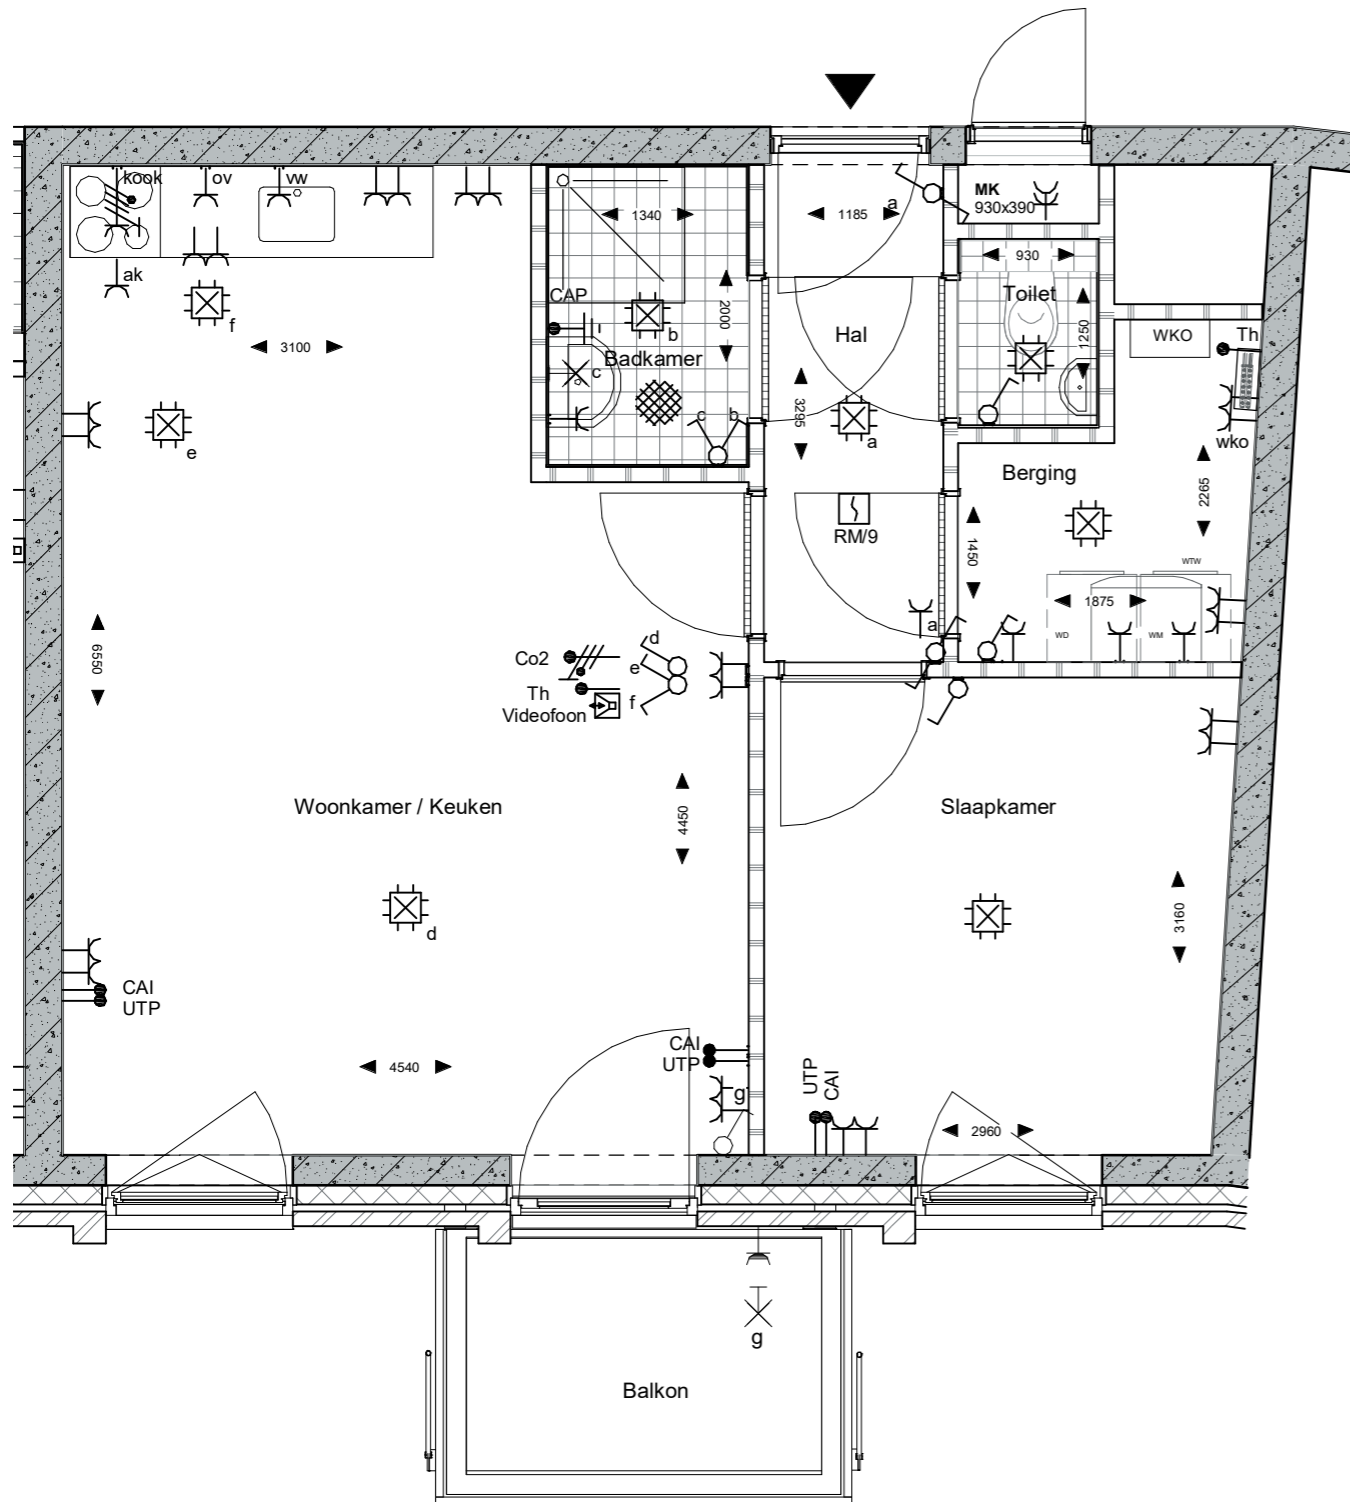 kook
ov
vw
ak
f
3100
e
1340
CAP
b
2000
Badkamer
c
c
b
1185
a
MK
930x390
930
Toilet
1250
Hal
3295
a
WKO
Th
wko
Berging
2265
RM/9
1450
WTW
1875
WD
WM
a
6550
Co2
Th
Videofoon
d
e
f
Woonkamer / Keuken
4450
Slaapkamer
3160
d
CAI
UTP
4540
CAI
UTP
g
UTP
CAI
2960
g
Balkon